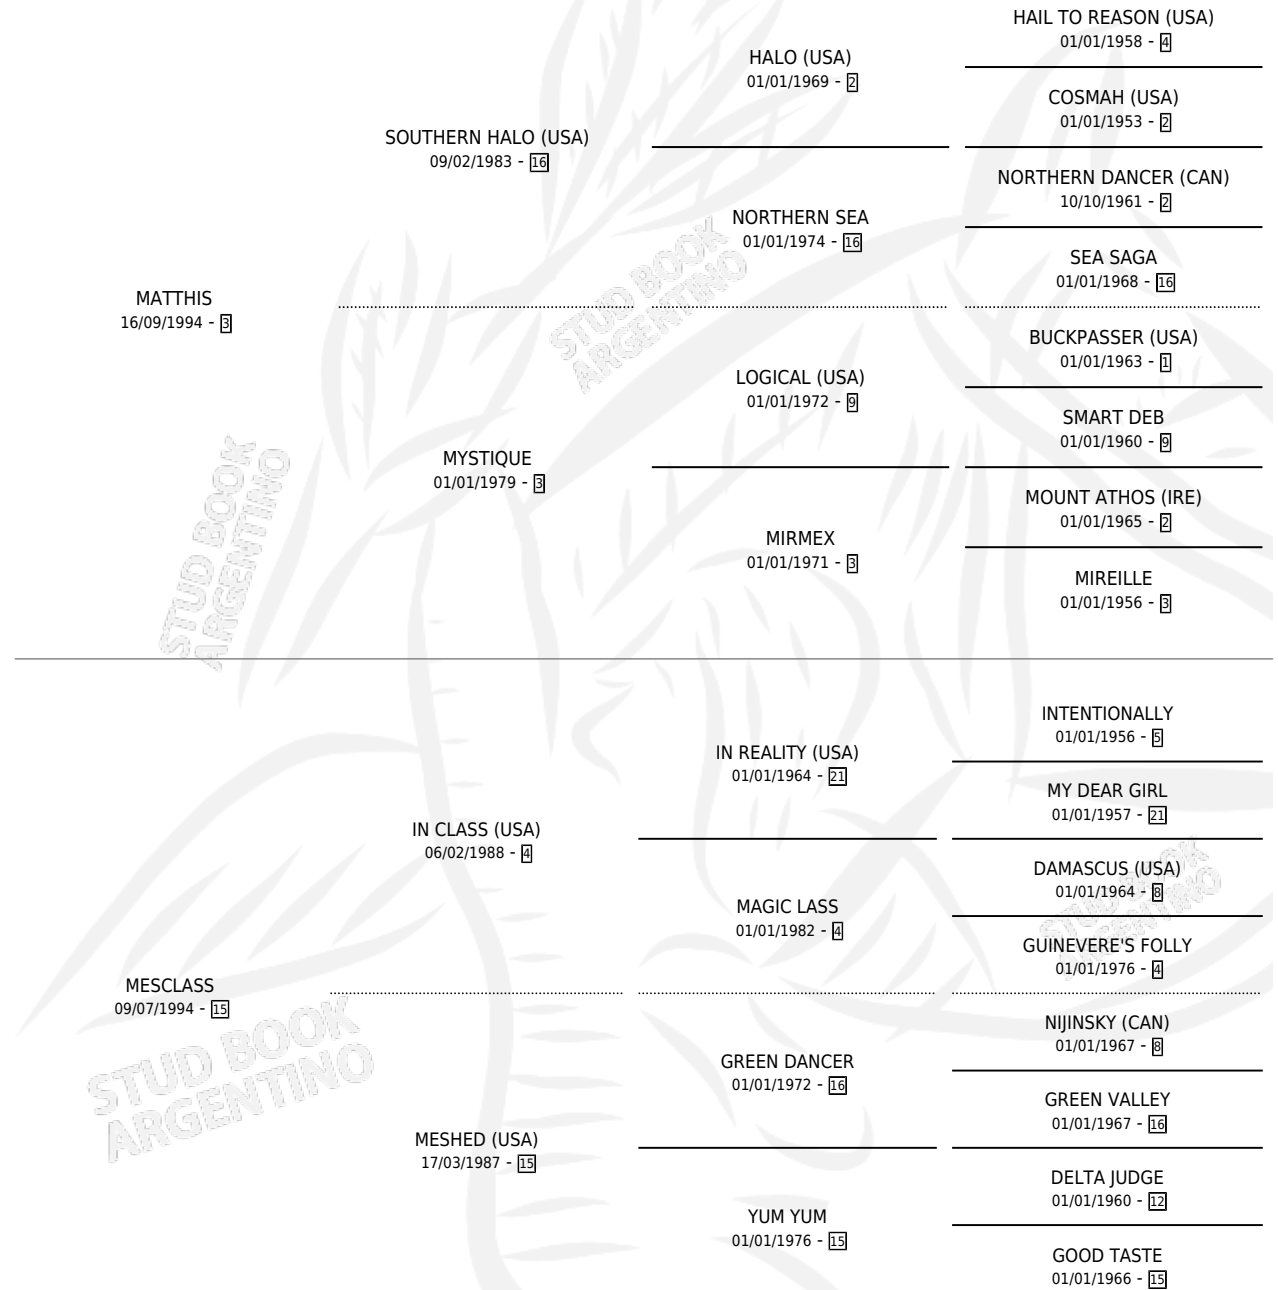 HAIL TO REASON (USA)
01/01/1958 - 4
HALO (USA)
01/01/1969 - 2
COSMAH (USA)
01/01/1953 - 2
SOUTHERN HALO (USA)
09/02/1983 - 16
NORTHERN DANCER (CAN)
10/10/1961 - 2
NORTHERN SEA
01/01/1974 - 16
SEA SAGA
01/01/1968 - 16
MATTHIS
16/09/1994 - 3
BUCKPASSER (USA)
01/01/1963 - 1
LOGICAL (USA)
01/01/1972 - 9
SMART DEB
01/01/1960 - 9
MYSTIQUE
01/01/1979 - 3
MOUNT ATHOS (IRE)
01/01/1965 - 2
MIRMEX
01/01/1971 - 3
MIREILLE
01/01/1956 - 3
STUD BOOK
ARGENTINO
STUD BOOK
ARGENTINO
INTENTIONALLY
01/01/1956 - 5
IN REALITY (USA)
01/01/1964 - 21
MY DEAR GIRL
01/01/1957 - 21
IN CLASS (USA)
06/02/1988 - 4
DAMASCUS (USA)
01/01/1964 - 8
MAGIC LASS
01/01/1982 - 4
GUINEVERE'S FOLLY
01/01/1976 - 4
MESCLASS
09/07/1994 - 15
NIJINSKY (CAN)
01/01/1967 - 8
GREEN DANCER
01/01/1972 - 16
GREEN VALLEY
01/01/1967 - 16
MESHED (USA)
17/03/1987 - 15
DELTA JUDGE
01/01/1960 - 12
YUM YUM
01/01/1976 - 15
GOOD TASTE
01/01/1966 - 15
STUD BOOK
ARGENTINO
STUD BOOK
ARGENTINO